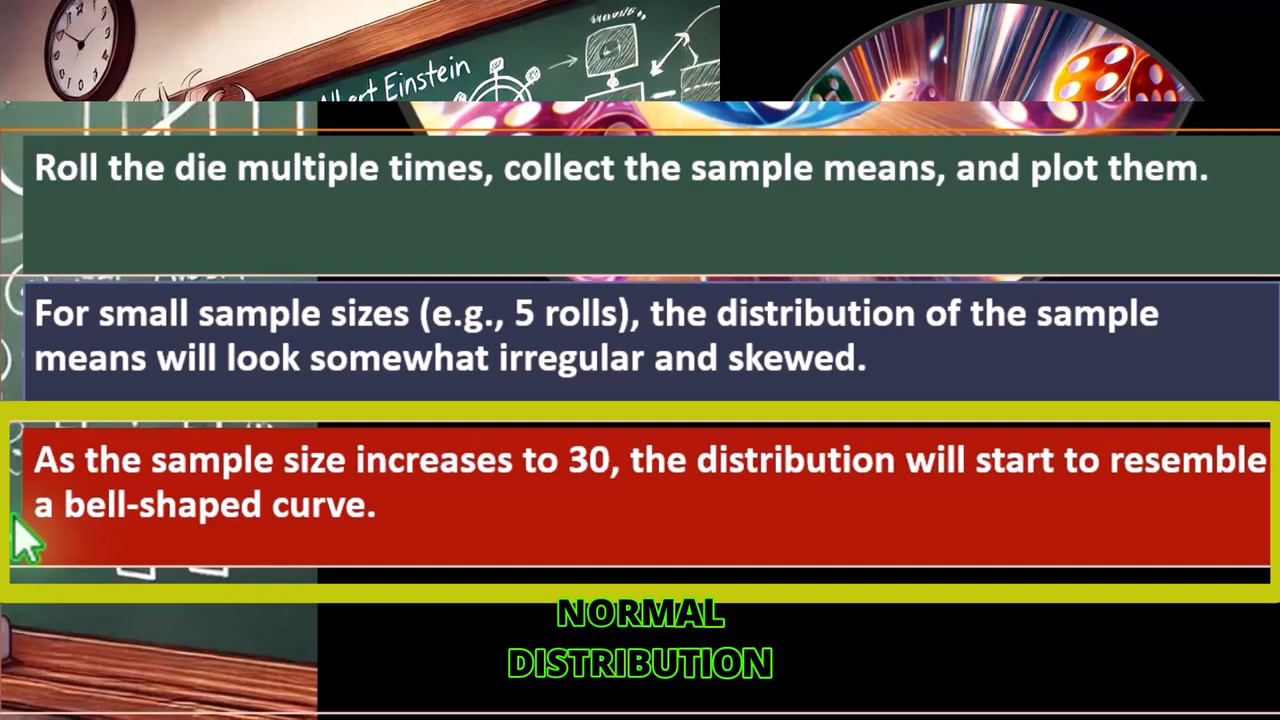 Albert Einstein
Roll the die multiple times, collect the sample means, and plot them.
For small sample sizes (e.g., 5 rolls), the distribution of the sample
means will look somewhat irregular and skewed.
As the sample size increases to 30, the distribution will start to resemble
a bell-shaped curve.
NORMAL
DISTRIBUTION